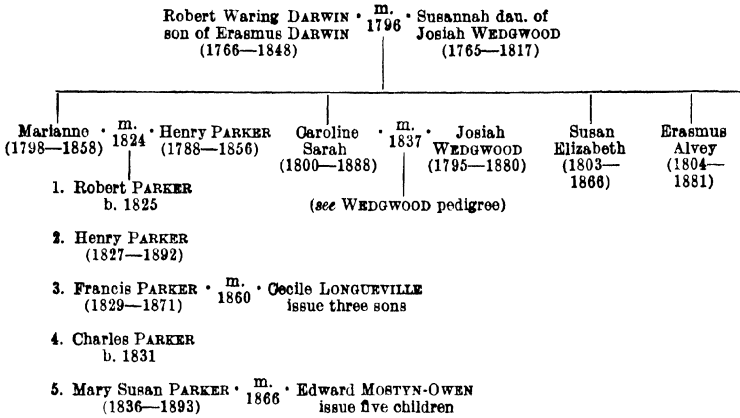 Robert Waring DARWIN · m. · Susannah dau. of
son of Erasmus DARWIN 1796 Josiah WEDGWOOD
(1766—1848) (1765—1817)
Marianne · m. · Henry PARKER Caroline · m. · Josiah Susan Erasmus
(1798—1858) 1824 (1788—1856) Sarah 1837 WEDGWOOD Elizabeth Alvey
(1800—1888) (1795—1880) (1803— (1804—
1866) 1881)
1. Robert PARKER
b. 1825
(see WEDGWOOD pedigree)
2. Henry PARKER
(1827—1892)
3. Francis PARKER · m. · Cecile LONGUEVILLE
(1829—1871) 1860 issue three sons
4. Charles PARKER
b. 1831
5. Mary Susan PARKER · m. · Edward MOSTYN-OWEN
(1836—1893) 1866 issue five children